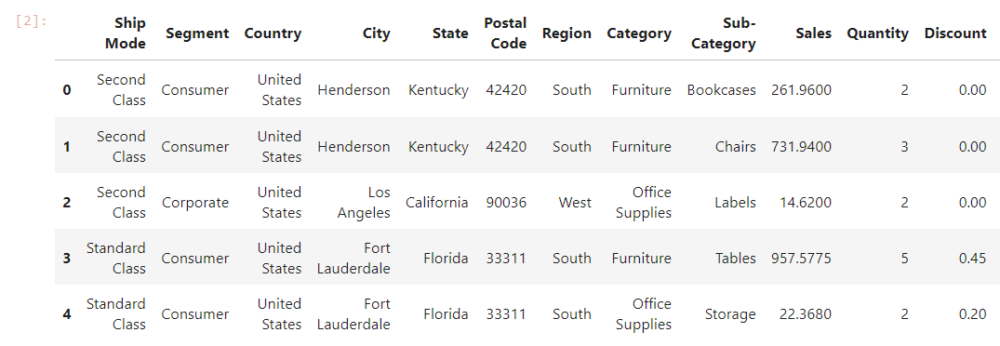 [2]:
Ship Mode Segment Country City State Postal Code Region Category Sub-Category Sales Quantity Discount
0 Second Class Consumer United States Henderson Kentucky 42420 South Furniture Bookcases 261.9600 2 0.00
1 Second Class Consumer United States Henderson Kentucky 42420 South Furniture Chairs 731.9400 3 0.00
2 Second Class Corporate United States Los Angeles California 90036 West Office Supplies Labels 14.6200 2 0.00
3 Standard Class Consumer United States Fort Lauderdale Florida 33311 South Furniture Tables 957.5775 5 0.45
4 Standard Class Consumer United States Fort Lauderdale Florida 33311 South Office Supplies Storage 22.3680 2 0.20